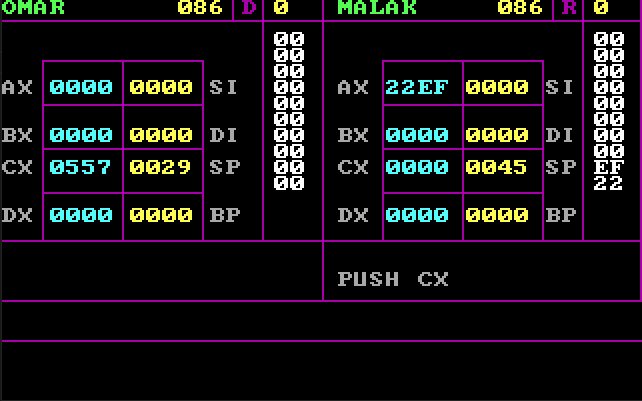 OMAR 086 D 0 MALAK 086 R 0
00 00
00 00
00 00
AX 0000 0000 SI 00 AX 22EF 0000 SI 00
00 00
00 00
BX 0000 0000 DI 00 BX 0000 0000 DI 00
00 00
CX 0557 0029 SP 00 CX 0000 0045 SP EF
00 22
DX 0000 0000 BP DX 0000 0000 BP
PUSH CX